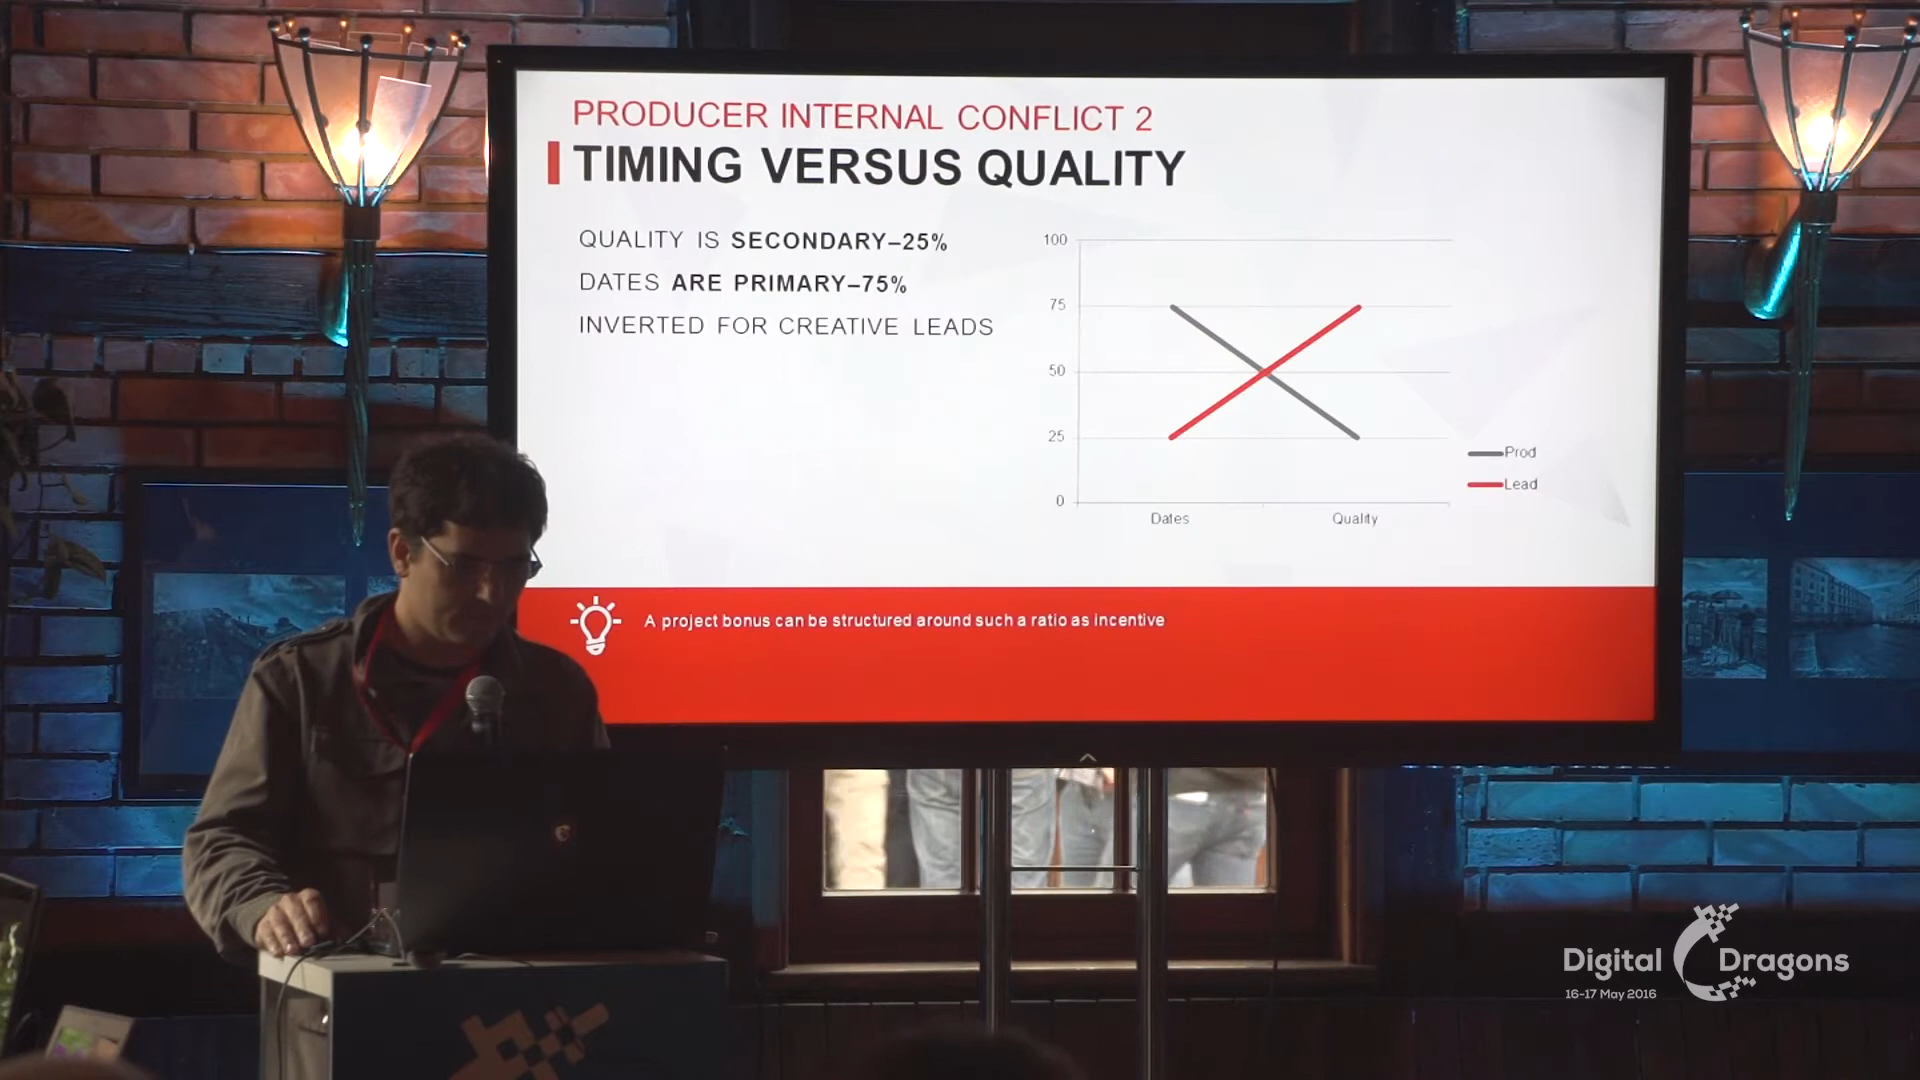 PRODUCER INTERNAL CONFLICT 2
TIMING VERSUS QUALITY
QUALITY IS SECONDARY–25%
DATES ARE PRIMARY–75%
INVERTED FOR CREATIVE LEADS
100
75
50
25
0
Dates Quality
Prod
Lead
A project bonus can be structured around such a ratio as incentive
Digital Dragons
16-17 May 2016